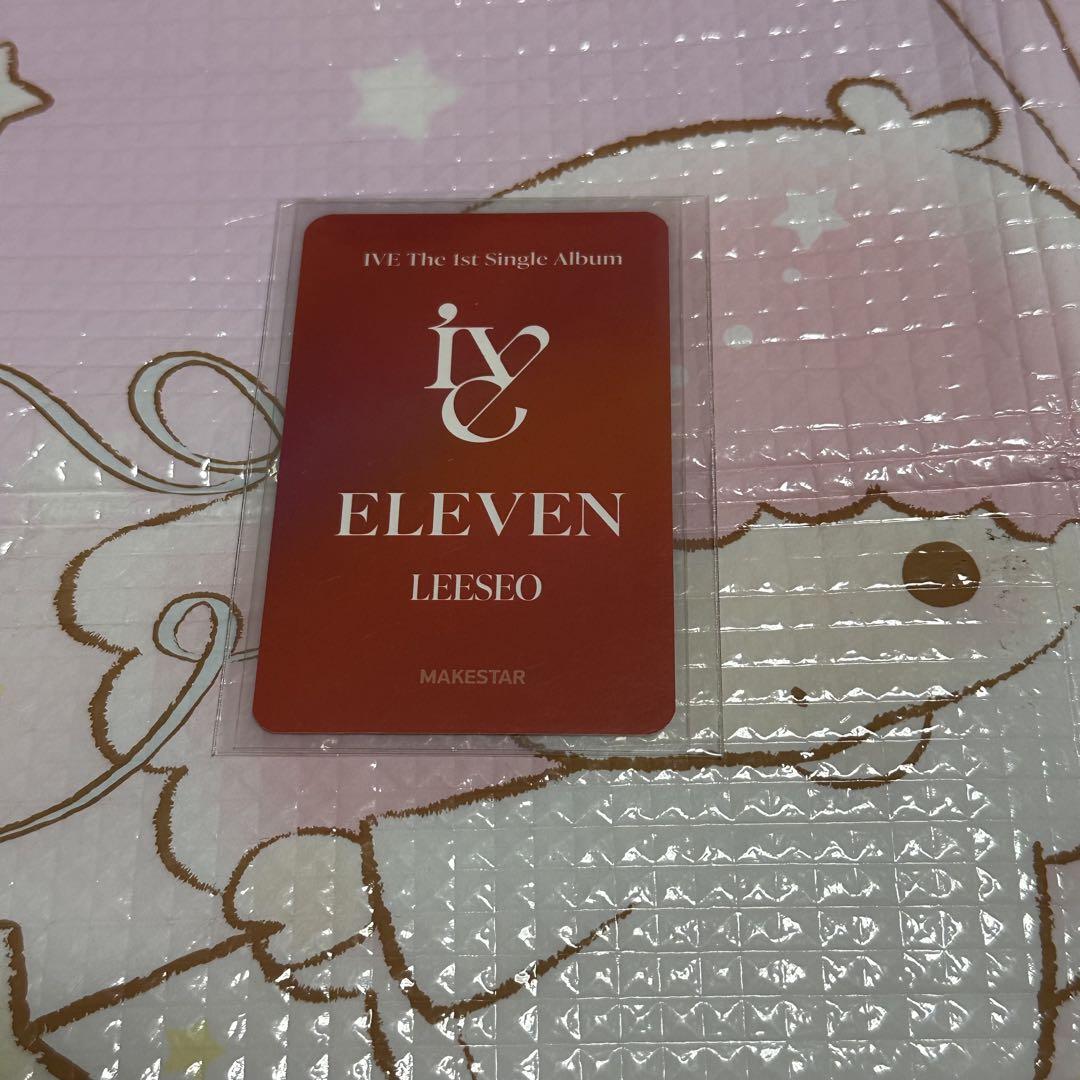 IVE The 1st Single Album
IVE
ELEVEN
LEESEO
MAKESTAR